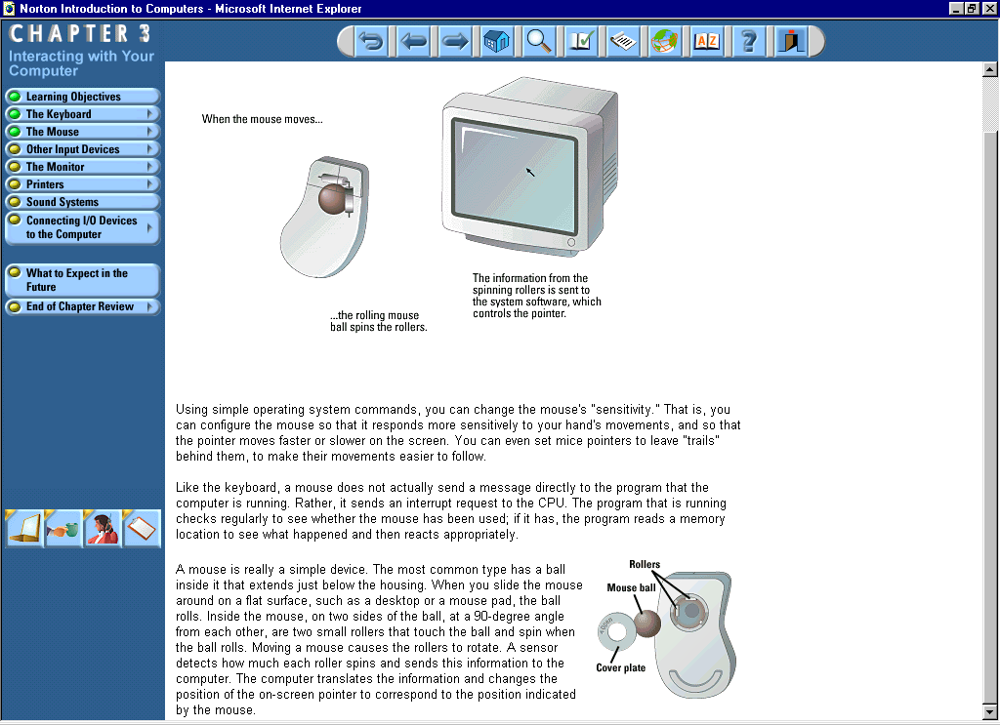 Norton Introduction to Computers - Microsoft Internet Explorer
CHAPTER 3
Interacting with Your
Computer
Learning Objectives
The Keyboard
The Mouse
Other Input Devices
The Monitor
Printers
Sound Systems
Connecting I/O Devices
to the Computer
What to Expect in the
Future
End of Chapter Review
AZ
?
When the mouse moves...
...the rolling mouse
ball spins the rollers.
The information from the
spinning rollers is sent to
the system software, which
controls the pointer.
Using simple operating system commands, you can change the mouse's "sensitivity." That is, you
can configure the mouse so that it responds more sensitively to your hand's movements, and so that
the pointer moves faster or slower on the screen. You can even set mice pointers to leave "trails"
behind them, to make their movements easier to follow.
Like the keyboard, a mouse does not actually send a message directly to the program that the
computer is running. Rather, it sends an interrupt request to the CPU. The program that is running
checks regularly to see whether the mouse has been used; if it has, the program reads a memory
location to see what happened and then reacts appropriately.
A mouse is really a simple device. The most common type has a ball
inside it that extends just below the housing. When you slide the mouse
around on a flat surface, such as a desktop or a mouse pad, the ball
rolls. Inside the mouse, on two sides of the ball, at a 90-degree angle
from each other, are two small rollers that touch the ball and spin when
the ball rolls. Moving a mouse causes the rollers to rotate. A sensor
detects how much each roller spins and sends this information to the
computer. The computer translates the information and changes the
position of the on-screen pointer to correspond to the position indicated
by the mouse.
Rollers
Mouse ball
Cover plate